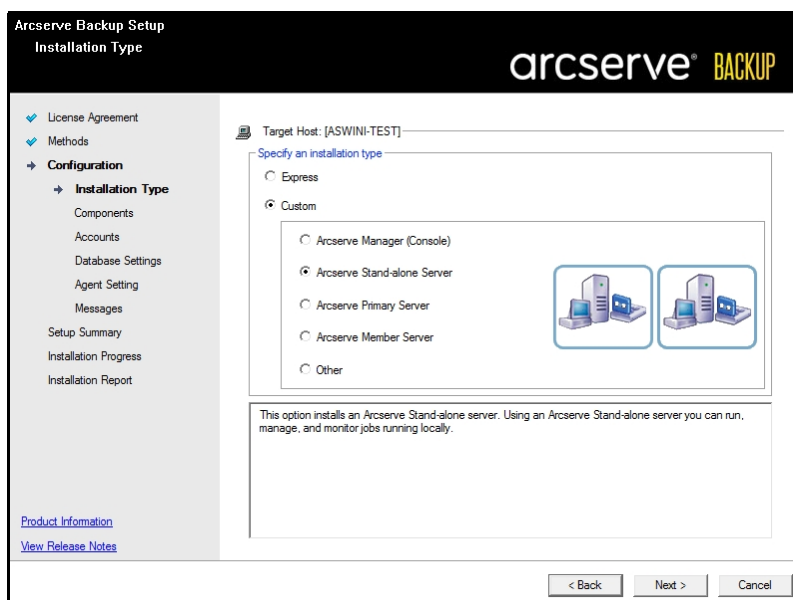 Arcserve Backup Setup
Installation Type
arcserve® BACKUP
License Agreement
Methods
Configuration
Installation Type
Components
Accounts
Database Settings
Agent Setting
Messages
Setup Summary
Installation Progress
Installation Report
Product Information
View Release Notes
Target Host: [ASWINI-TEST]
Specify an installation type
Express
Custom
Arcserve Manager (Console)
Arcserve Stand-alone Server
Arcserve Primary Server
Arcserve Member Server
Other
This option installs an Arcserve Stand-alone server. Using an Arcserve Stand-alone server you can run,
manage, and monitor jobs running locally.
< Back
Next >
Cancel